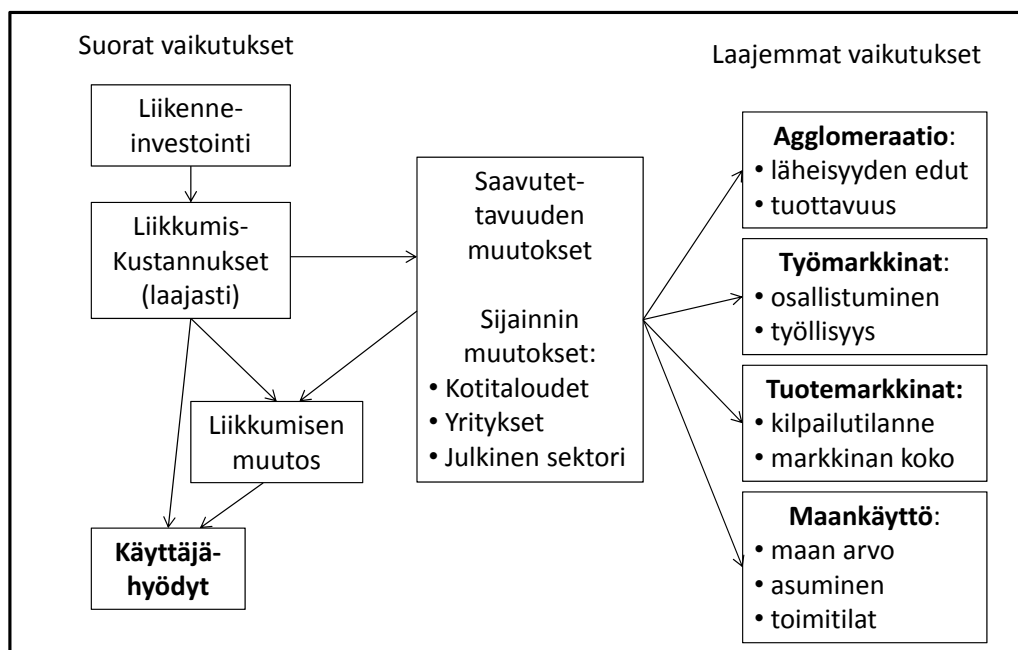 Suorat vaikutukset
Liikenne-
investointi
Liikkumis-
Kustannukset
(laajasti)
Liikkumisen
muutos
Käyttäjä-
hyödyt
Saavutet-
tavuuden
muutokset
Sijainnin
muutokset:
• Kotitaloudet
• Yritykset
• Julkinen sektori
Laajemmat vaikutukset
Agglomeraatio:
• läheisyyden edut
• tuottavuus
Työmarkkinat:
• osallistuminen
• työllisyys
Tuotemarkkinat:
• kilpailutilanne
• markkinan koko
Maankäyttö:
• maan arvo
• asuminen
• toimitilat